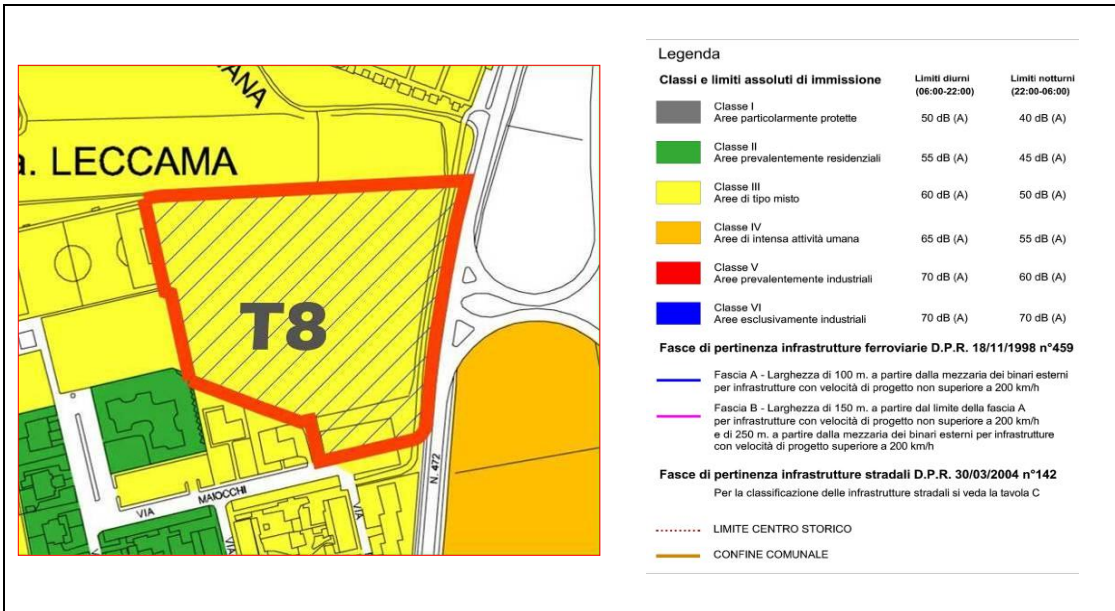 ANA
a. LECCAMA
T8
N. 472
MAIOCCHI
VIA
VIA
VIA
Legenda
Classi e limiti assoluti di immissione
Limiti diurni
(06:00-22:00)
Limiti notturni
(22:00-06:00)
Classe I
Aree particolarmente protette
50 dB (A)
40 dB (A)
Classe II
Aree prevalentemente residenziali
55 dB (A)
45 dB (A)
Classe III
Aree di tipo misto
60 dB (A)
50 dB (A)
Classe IV
Aree di intensa attività umana
65 dB (A)
55 dB (A)
Classe V
Aree prevalentemente industriali
70 dB (A)
60 dB (A)
Classe VI
Aree esclusivamente industriali
70 dB (A)
70 dB (A)
Fasce di pertinenza infrastrutture ferroviarie D.P.R. 18/11/1998 n°459
Fascia A - Larghezza di 100 m. a partire dalla mezzaria dei binari esterni
per infrastrutture con velocità di progetto non superiore a 200 km/h
Fascia B - Larghezza di 150 m. a partire dal limite della fascia A
per infrastrutture con velocità di progetto non superiore a 200 km/h
e di 250 m. a partire dalla mezzaria dei binari esterni per infrastrutture
con velocità di progetto superiore a 200 km/h
Fasce di pertinenza infrastrutture stradali D.P.R. 30/03/2004 n°142
Per la classificazione delle infrastrutture stradali si veda la tavola C
LIMITE CENTRO STORICO
CONFINE COMUNALE